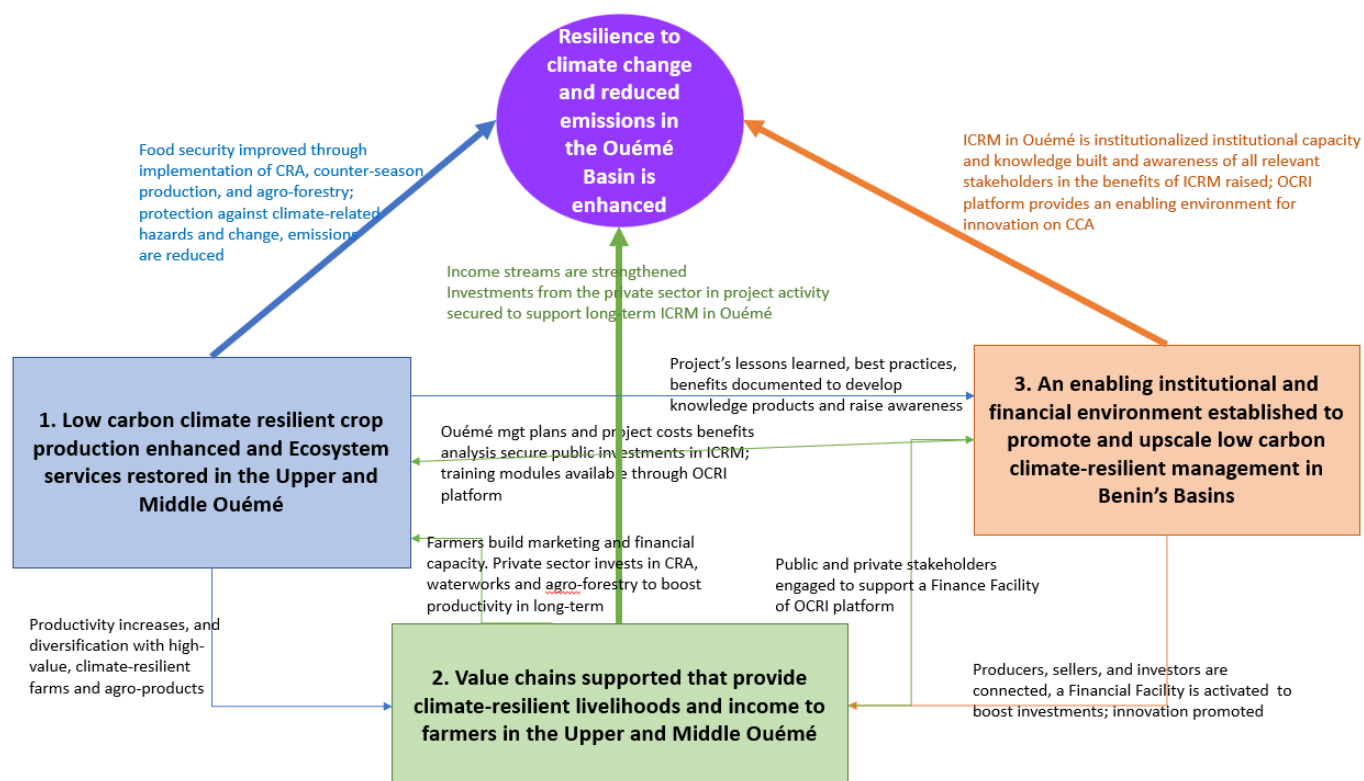 Resilience to
climate change
and reduced
emissions in
the Ouémé
Basin is
enhanced
Food security improved through
implementation of CRA, counter-season
production, and agro-forestry;
protection against climate-related
hazards and change, emissions
are reduced
ICRM in Ouémé is institutionalized institutional capacity
and knowledge built and awareness of all relevant
stakeholders in the benefits of ICRM raised; OCRI
platform provides an enabling environment for
innovation on CCA
Income streams are strengthened
Investments from the private sector in project activity
secured to support long-term ICRM in Ouémé
1. Low carbon climate resilient crop
production enhanced and Ecosystem
services restored in the Upper and
Middle Ouémé
Project’s lessons learned, best practices,
benefits documented to develop
knowledge products and raise awareness
3. An enabling institutional and
financial environment established to
promote and upscale low carbon
climate-resilient management in
Benin’s Basins
Ouémé mgt plans and project costs benefits
analysis secure public investments in ICRM;
training modules available through OCRI
platform
Farmers build marketing and financial
capacity. Private sector invests in CRA,
waterworks and agro-forestry to boost
productivity in long-term
Public and private stakeholders
engaged to support a Finance Facility
of OCRI platform
Productivity increases, and
diversification with high-
value, climate-resilient
farms and agro-products
2. Value chains supported that provide
climate-resilient livelihoods and income to
farmers in the Upper and Middle Ouémé
Producers, sellers, and investors are
connected, a Financial Facility is activated to
boost investments; innovation promoted